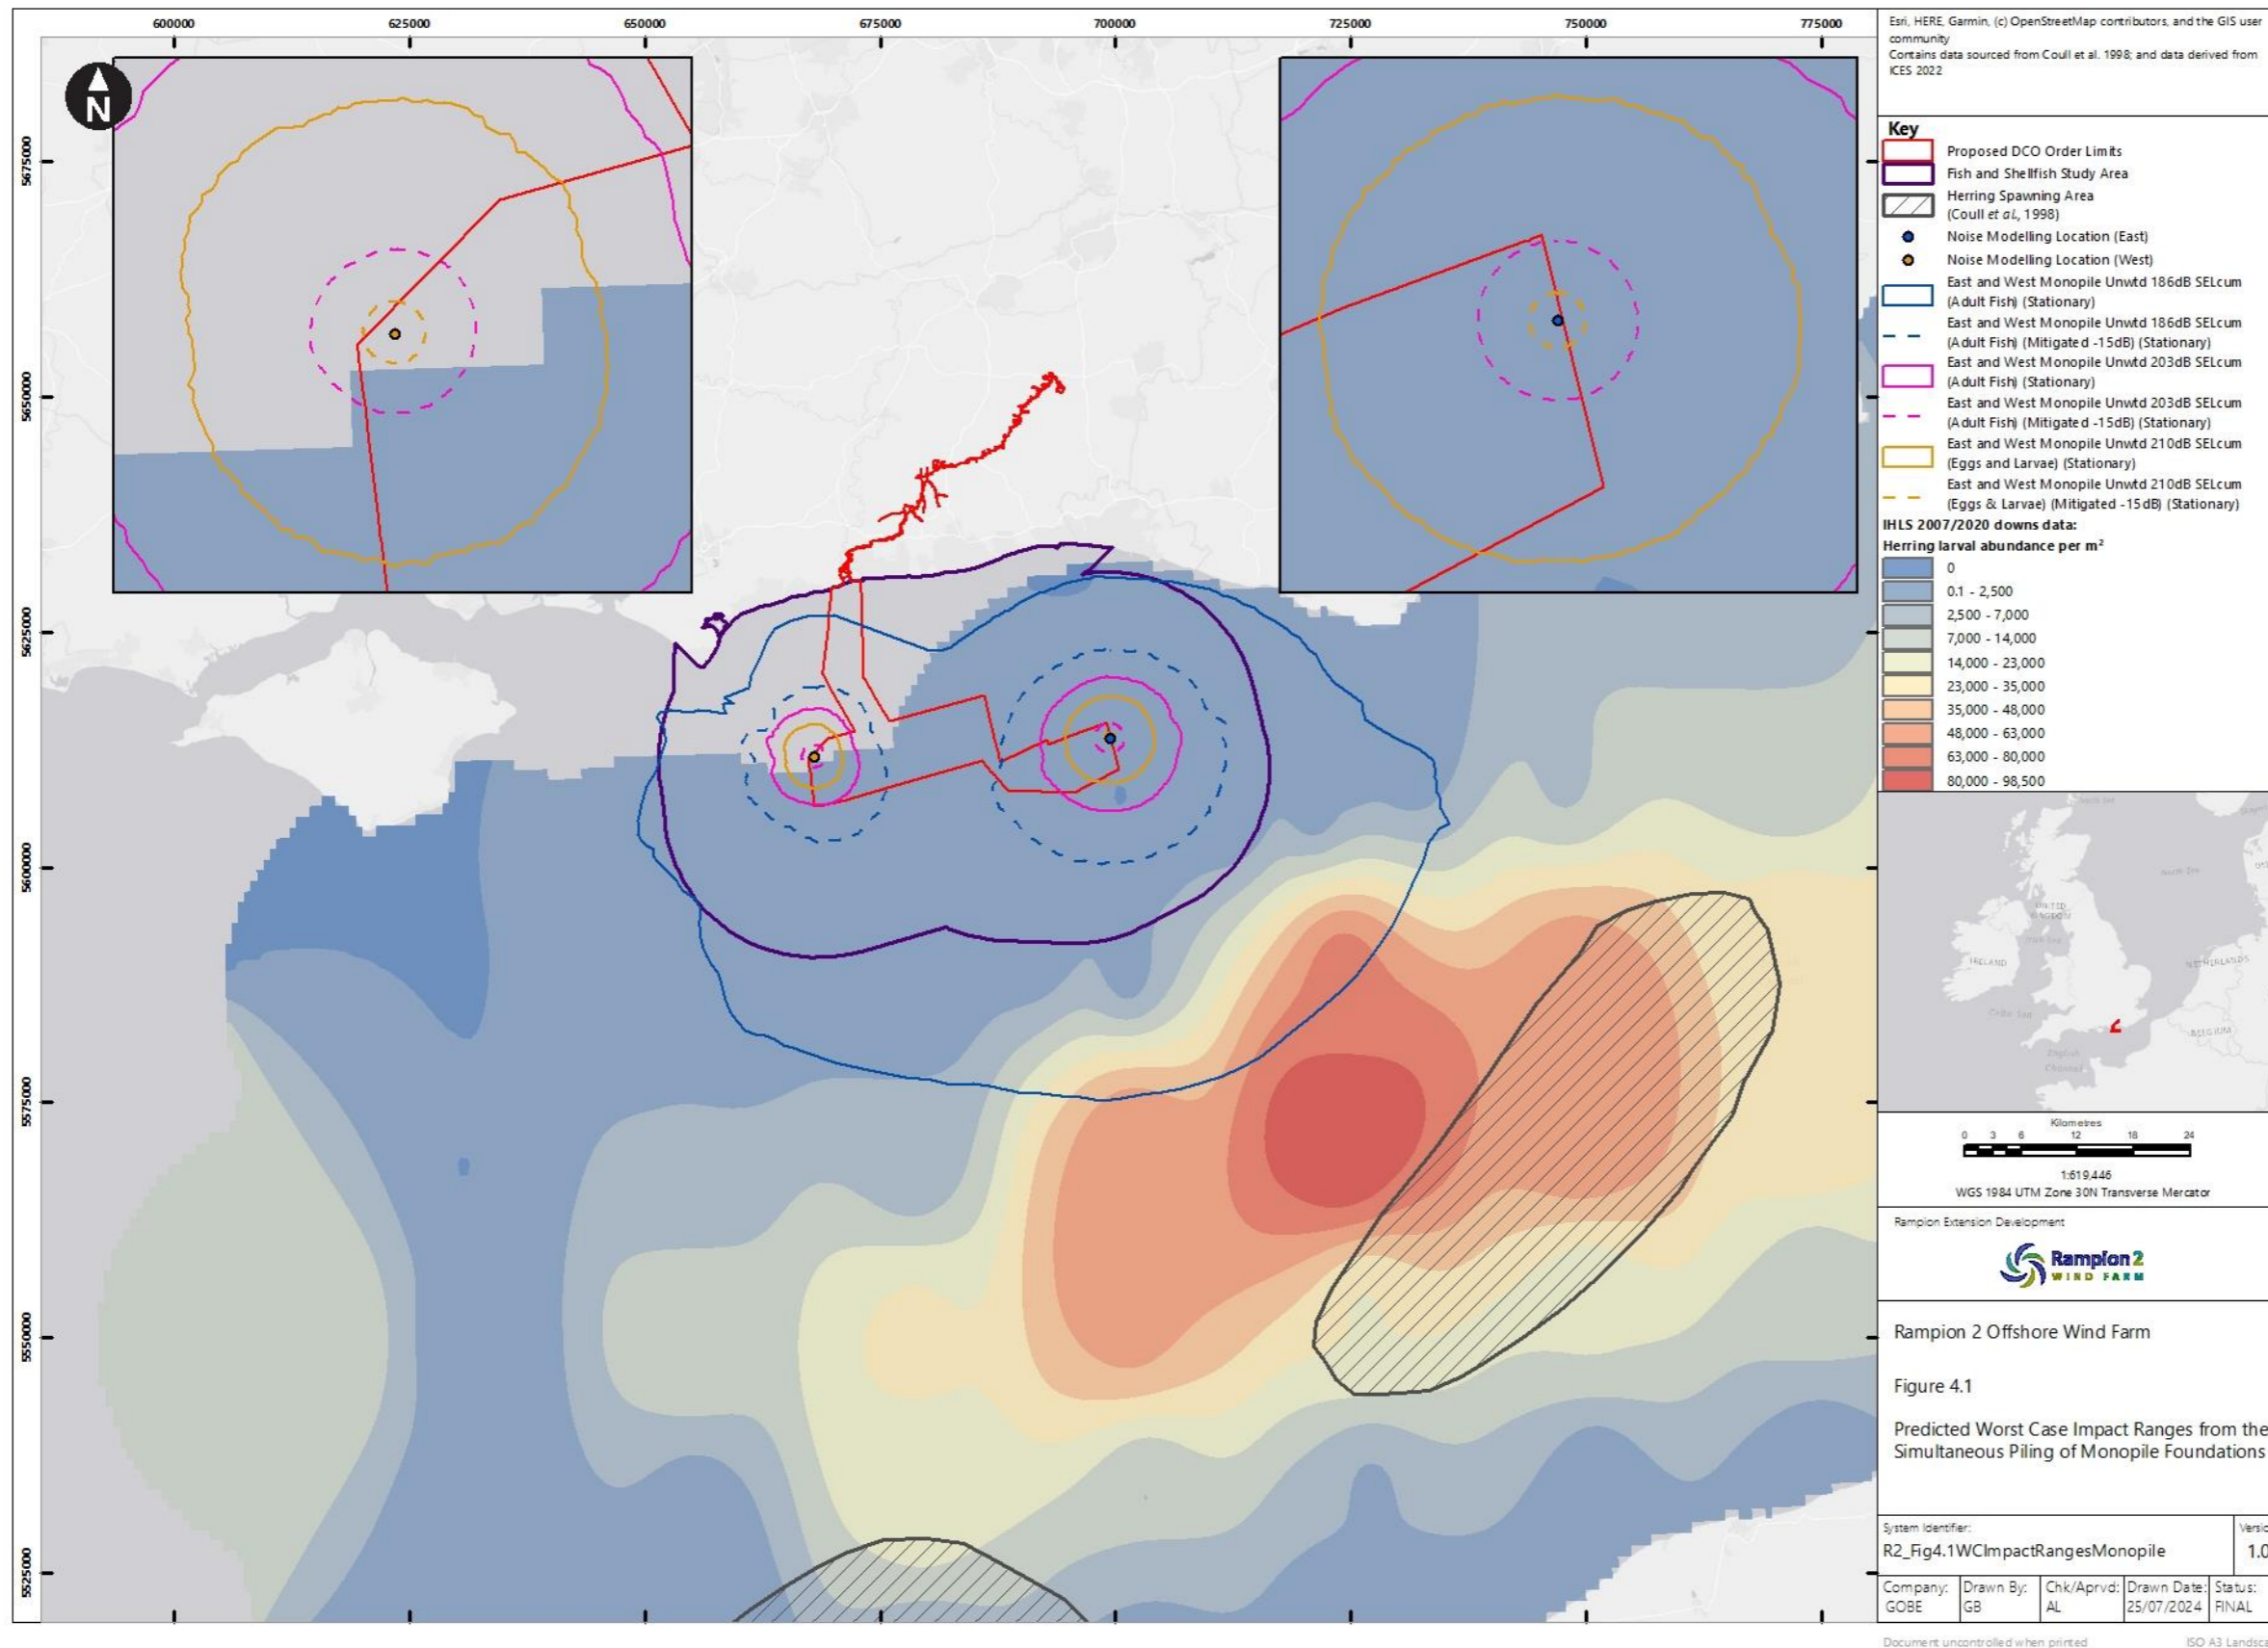 600000 625000 650000 675000 700000 725000 750000 775000
5675000
5650000
5625000
5600000
5575000
5550000
5525000
N
Esri, HERE, Garmin, (c) OpenStreetMap contributors, and the GIS user
community
Contains data sourced from Coull et al. 1998; and data derived from
ICES 2022
Key
Proposed DCO Order Limits
Fish and Shellfish Study Area
Herring Spawning Area
(Coull et al., 1998)
Noise Modelling Location (East)
Noise Modelling Location (West)
East and West Monopile Unwtd 186dB SELcum
(Adult Fish) (Stationary)
East and West Monopile Unwtd 186dB SELcum
(Adult Fish) (Mitigated -15dB) (Stationary)
East and West Monopile Unwtd 203dB SELcum
(Adult Fish) (Stationary)
East and West Monopile Unwtd 203dB SELcum
(Adult Fish) (Mitigated -15dB) (Stationary)
East and West Monopile Unwtd 210dB SELcum
(Eggs and Larvae) (Stationary)
East and West Monopile Unwtd 210dB SELcum
(Eggs & Larvae) (Mitigated -15dB) (Stationary)
IHLS 2007/2020 downs data:
Herring larval abundance per m²
0
0.1 - 2,500
2,500 - 7,000
7,000 - 14,000
14,000 - 23,000
23,000 - 35,000
35,000 - 48,000
48,000 - 63,000
63,000 - 80,000
80,000 - 98,500
North Sea
UNITED
KINGDOM
IRELAND
NETHERLANDS
Celtic Sea
BELGIUM
English
Channel
Kilometres
0 3 6 12 18 24
1:619,446
WGS 1984 UTM Zone 30N Transverse Mercator
Rampion Extension Development
Rampion 2
WIND FARM
Rampion 2 Offshore Wind Farm
Figure 4.1
Predicted Worst Case Impact Ranges from the
Simultaneous Piling of Monopile Foundations
System Identifier: Versio
R2_Fig4.1WCImpactRangesMonopile 1.0
Company: Drawn By: Chk/Aprvd: Drawn Date: Status:
GOBE GB AL 25/07/2024 FINAL
Document uncontrolled when printed ISO A3 Landsc